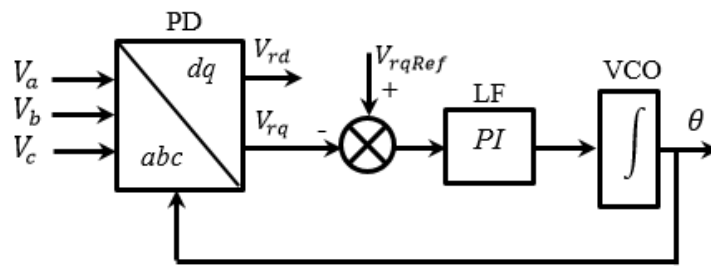 PD
V_a
V_b
V_c
dq
abc
V_rd
V_rq
V_rqRef
+
-
LF
PI
VCO
∫
θ